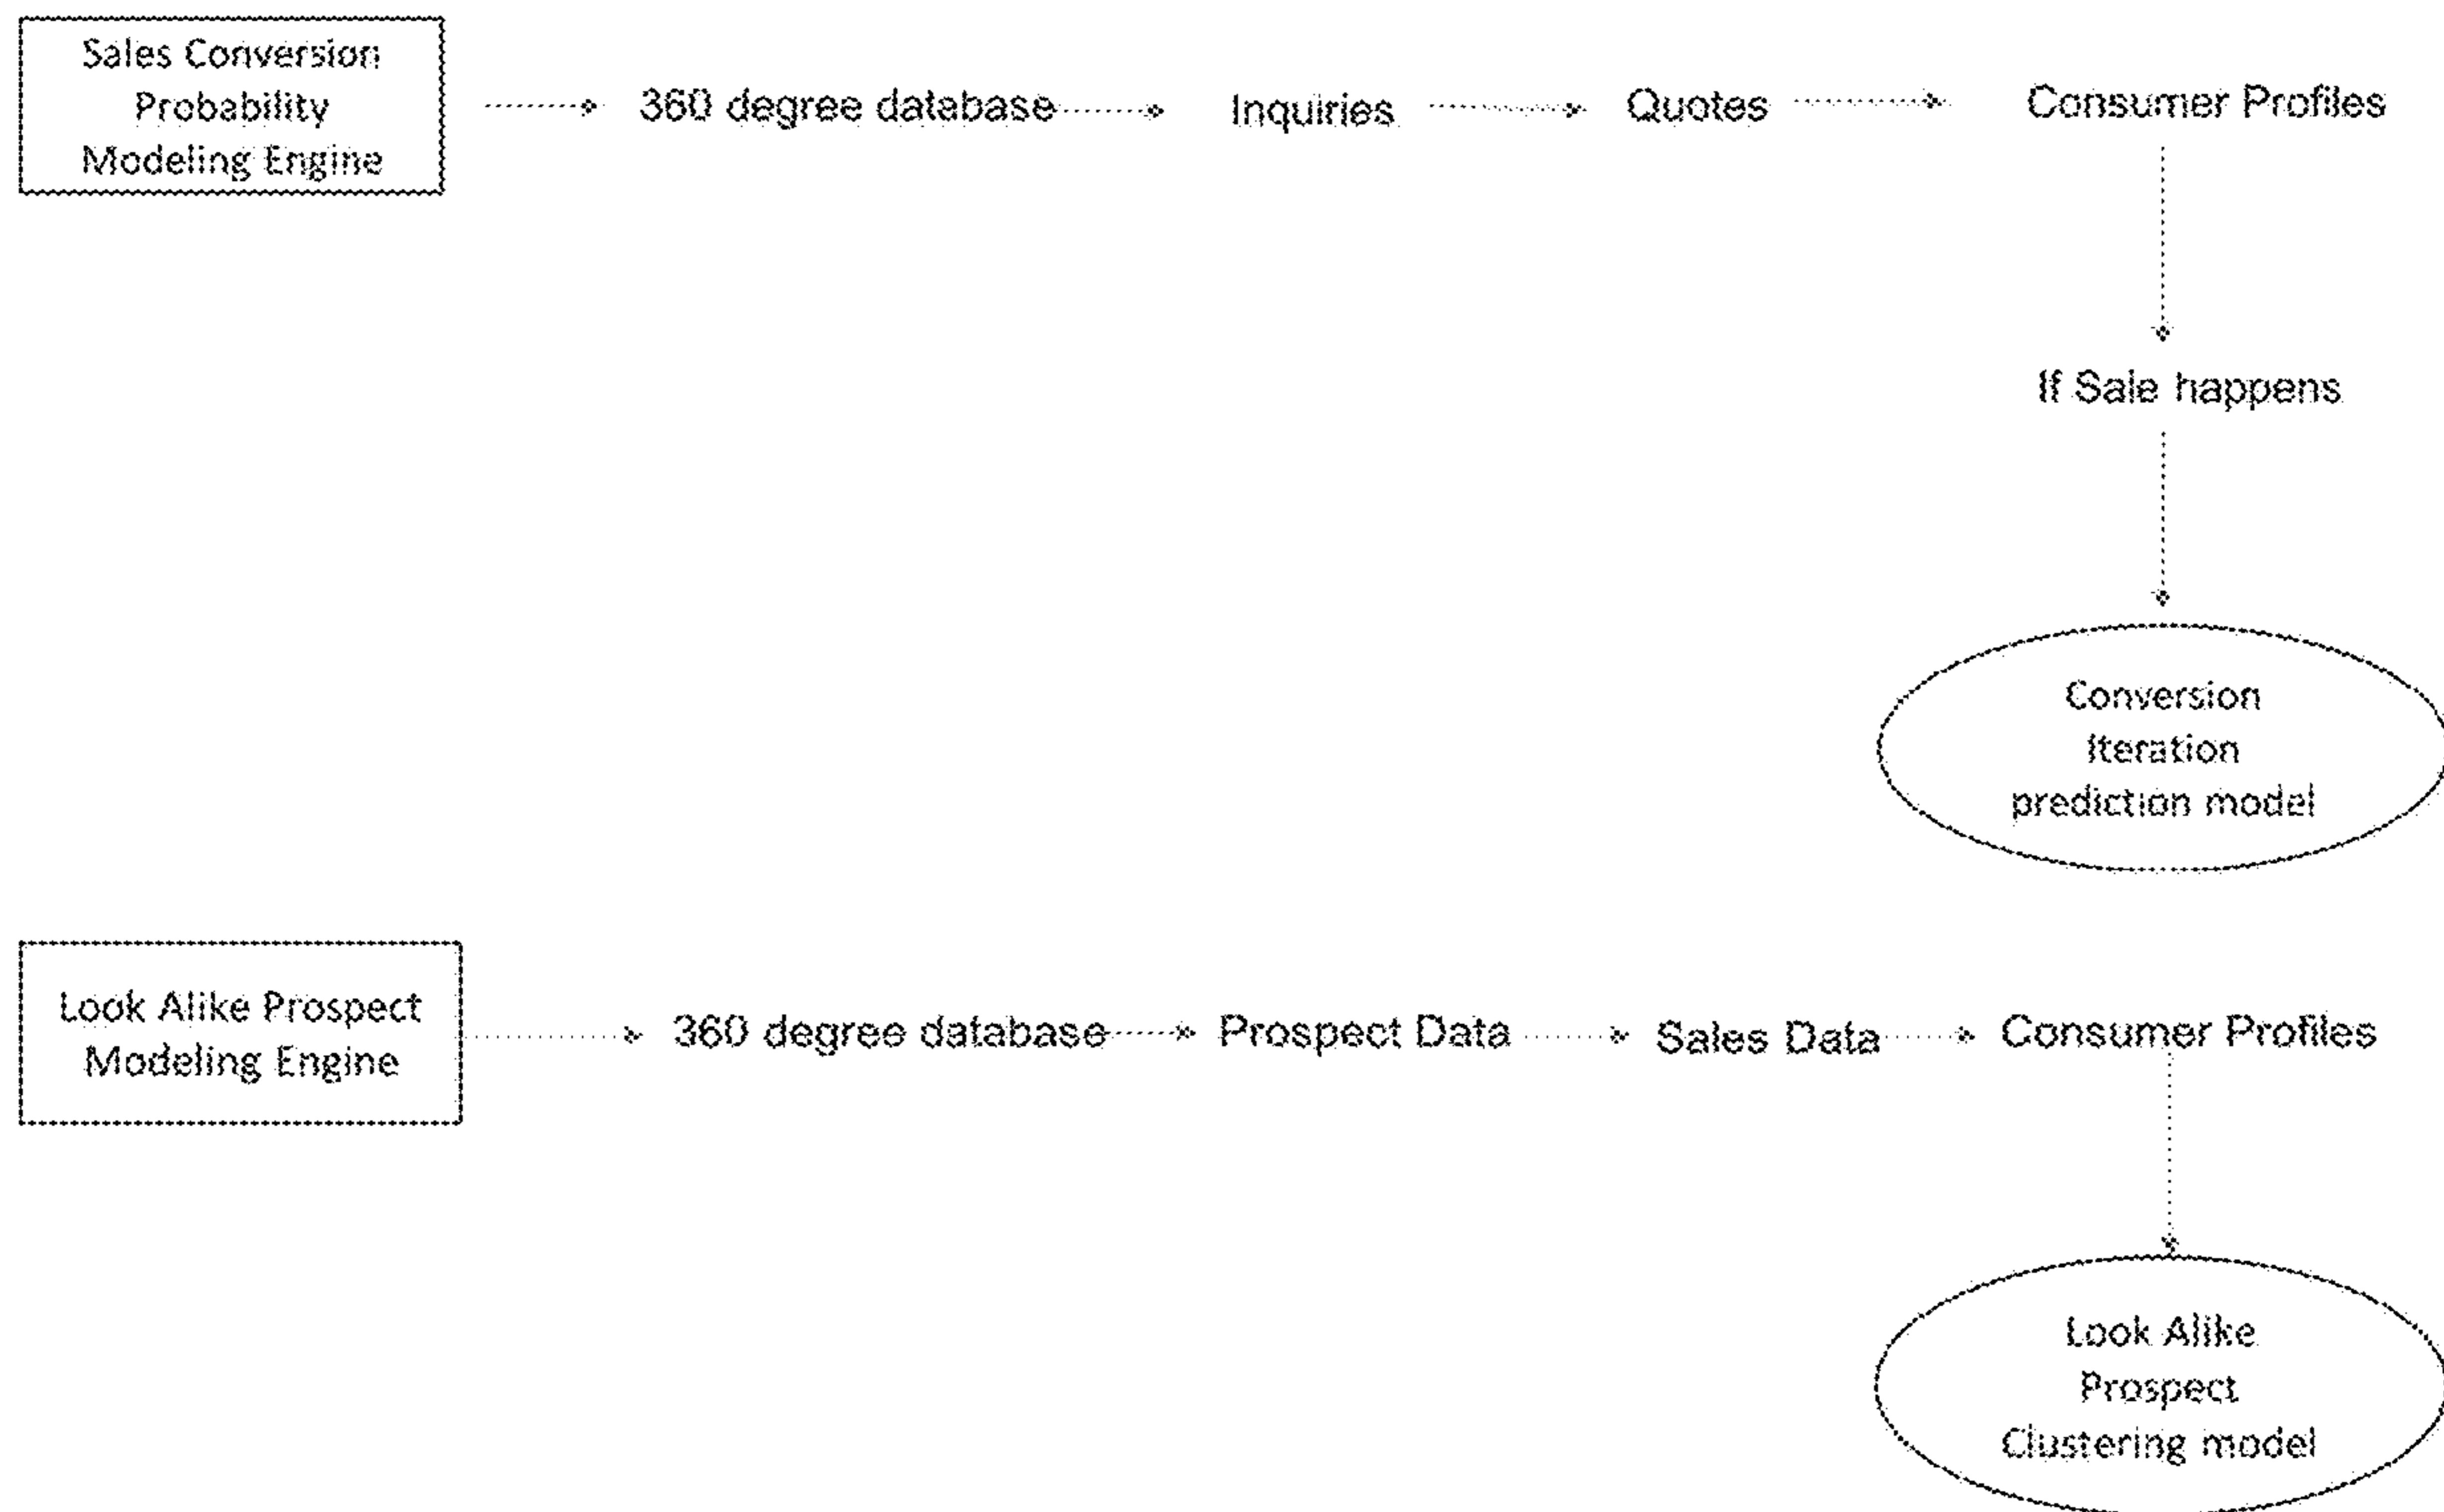 Sales Conversion
Probability
Modeling Engine
360 degree database
Inquiries
Quotes
Consumer Profiles
If Sale happens
Conversion
Iteration
prediction model
Look Alike Prospect
Modeling Engine
360 degree database
Prospect Data
Sales Data
Consumer Profiles
Look Alike
Prospect
Clustering model